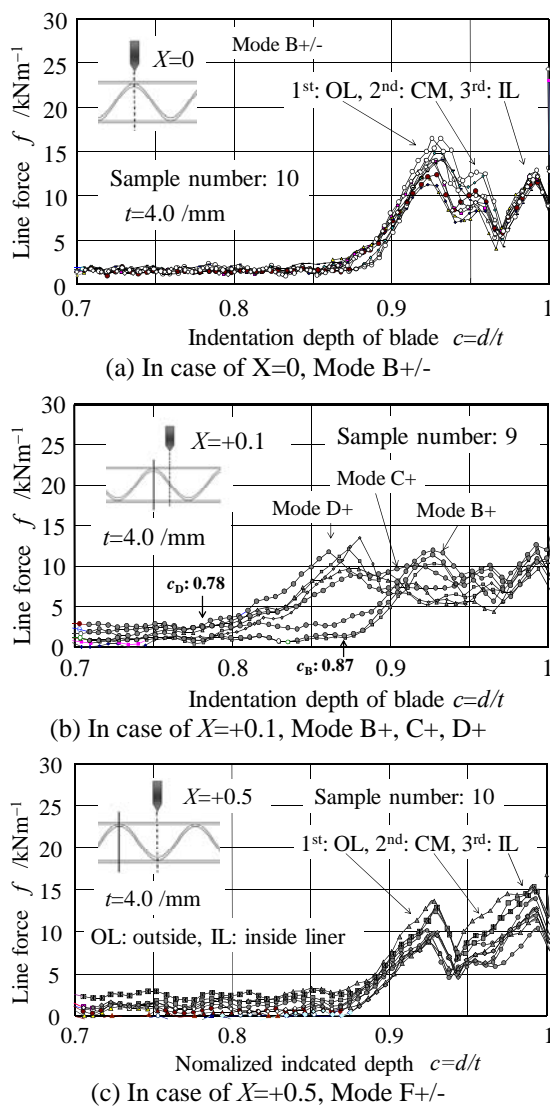 30
25
20
15
10
5
0
Line force f /kNm⁻¹
Mode B+/-
X=0
1st: OL, 2nd: CM, 3rd: IL
Sample number: 10
t=4.0 /mm
0.7 0.8 0.9 1
Indentation depth of blade c=d/t
(a) In case of X=0, Mode B+/-
30
25
20
15
10
5
0
Line force f /kNm⁻¹
X=+0.1
Sample number: 9
Mode C+
t=4.0 /mm
Mode D+
Mode B+
cD: 0.78
cB: 0.87
0.7 0.8 0.9 1
Indentation depth of blade c=d/t
(b) In case of X=+0.1, Mode B+, C+, D+
30
25
20
15
10
5
0
Line force f /kNm⁻¹
X=+0.5
Sample number: 10
1st: OL, 2nd: CM, 3rd: IL
t=4.0 /mm
OL: outside, IL: inside liner
0.7 0.8 0.9 1
Nomalized indcated depth c=d/t
(c) In case of X=+0.5, Mode F+/-